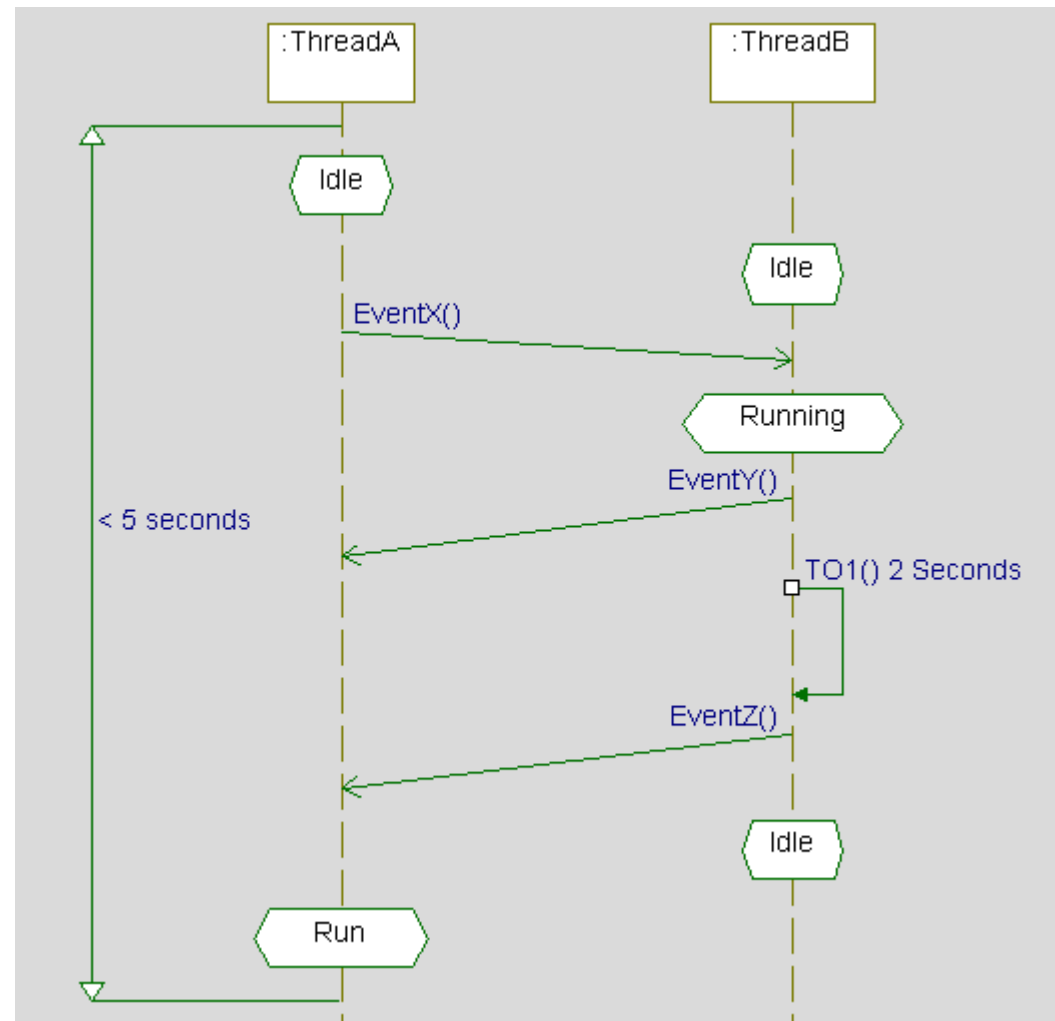 :ThreadA
:ThreadB
Idle
Idle
EventX()
Running
EventY()
< 5 seconds
TO1() 2 Seconds
EventZ()
Idle
Run